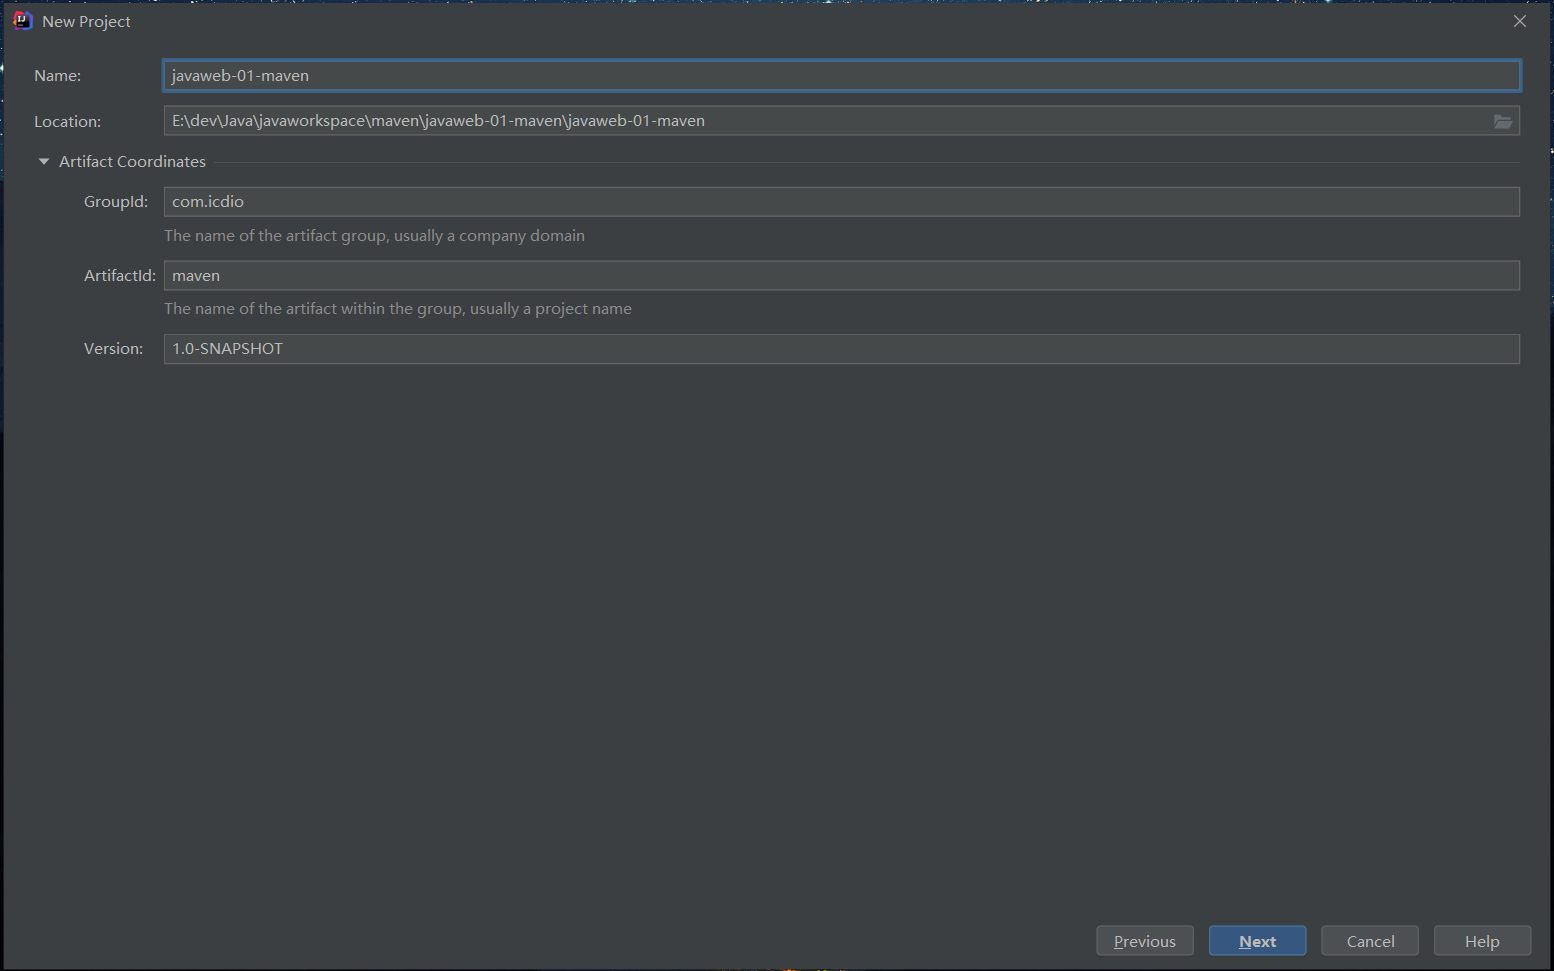 New Project
Name: javaweb-01-maven
Location: E:\dev\Java\javaworkspace\maven\javaweb-01-maven\javaweb-01-maven
Artifact Coordinates
GroupId: com.icdio
The name of the artifact group, usually a company domain
ArtifactId: maven
The name of the artifact within the group, usually a project name
Version: 1.0-SNAPSHOT
Previous Next Cancel Help